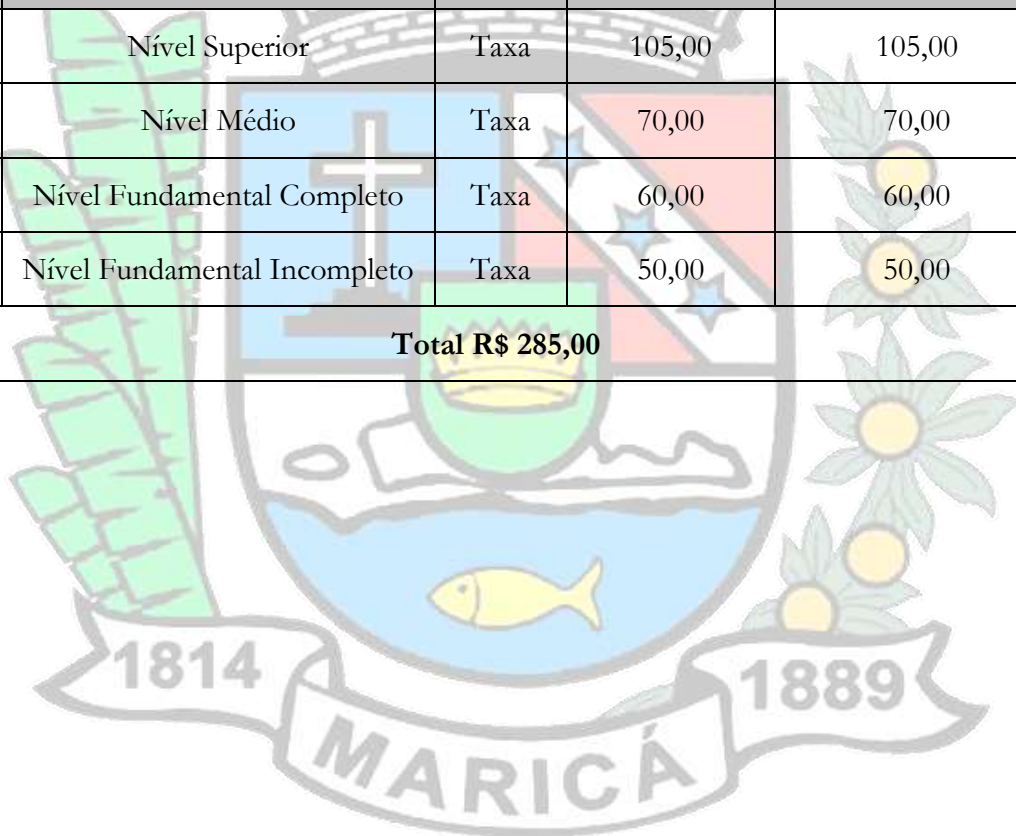 Nível Superior Taxa 105,00 105,00
Nível Médio Taxa 70,00 70,00
Nível Fundamental Completo Taxa 60,00 60,00
Nível Fundamental Incompleto Taxa 50,00 50,00
Total R$ 285,00
1814 1889
MARICÁ